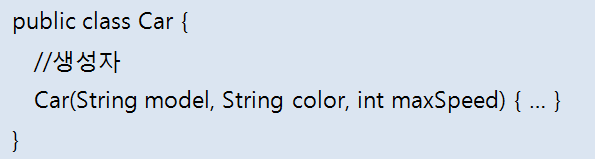 public class Car {
//생성자
Car(String model, String color, int maxSpeed) { ... }
}